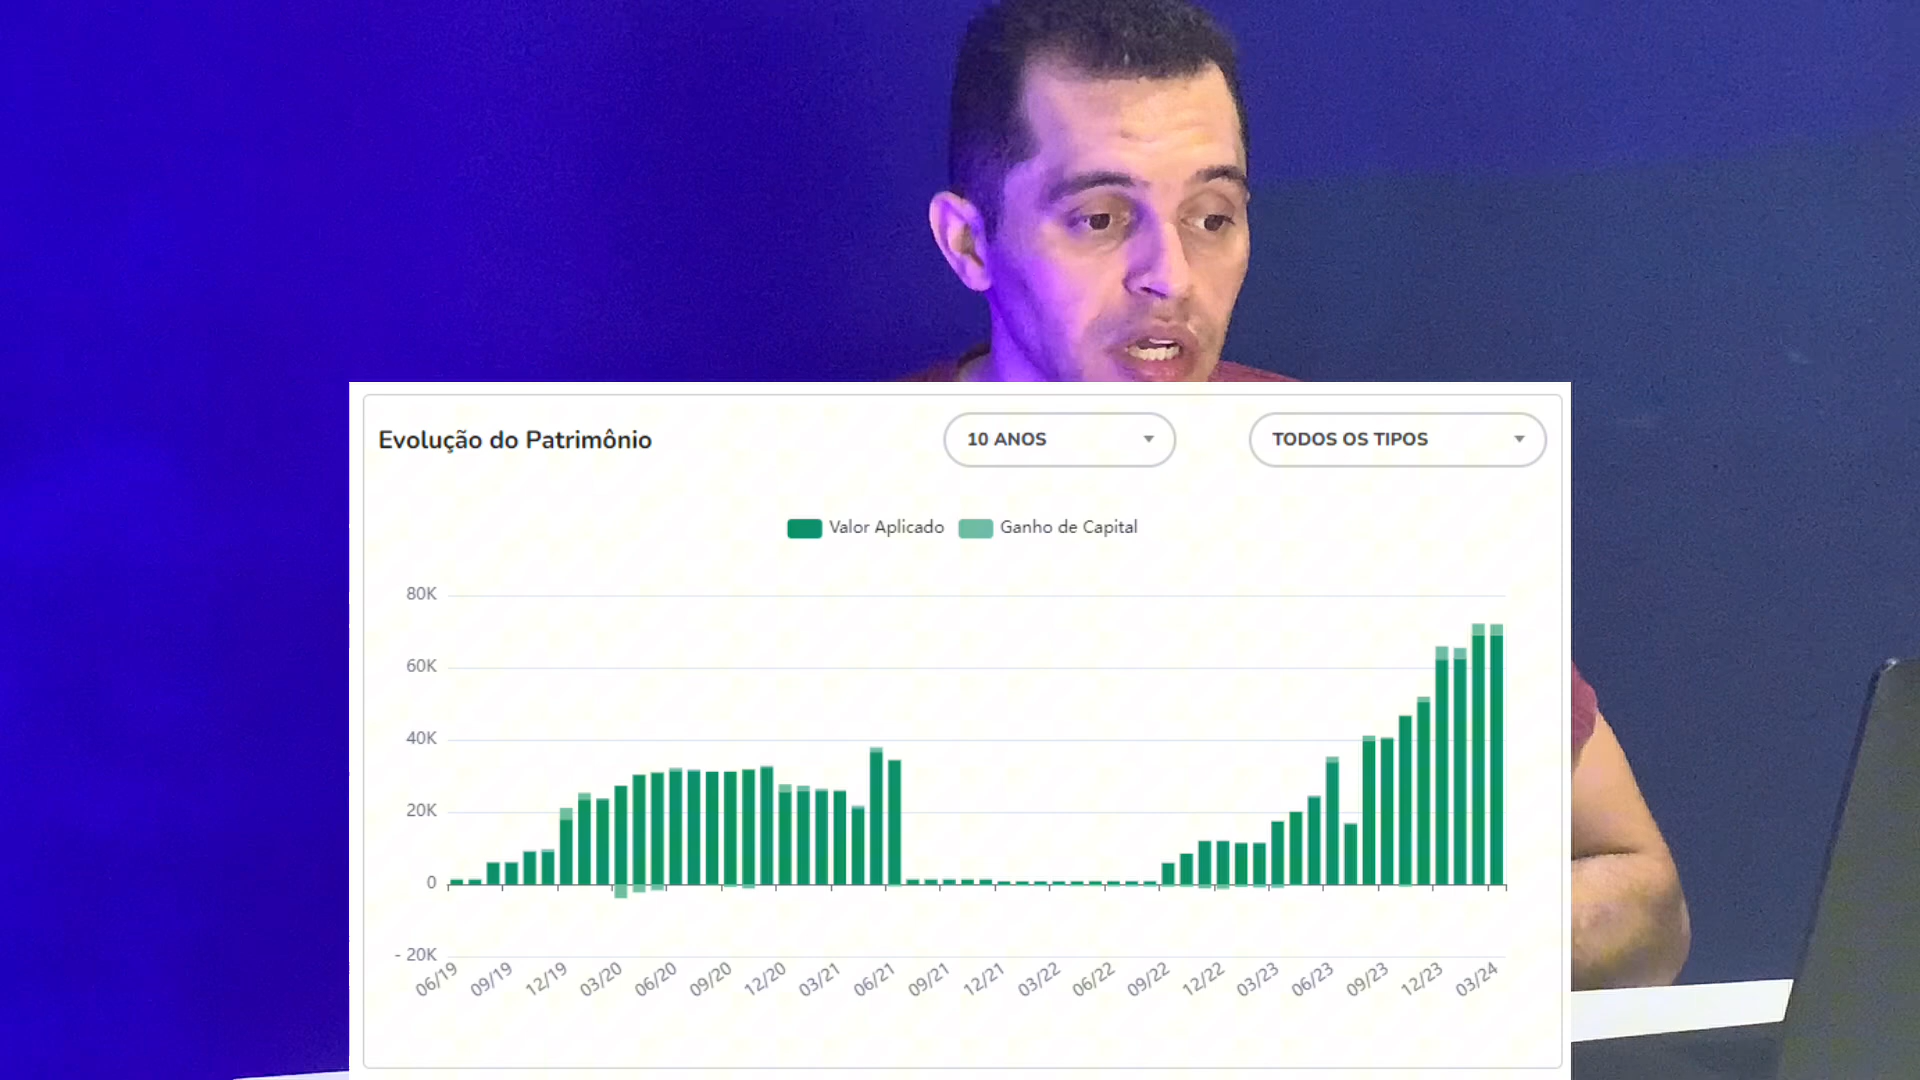 Evolução do Patrimônio
10 ANOS
TODOS OS TIPOS
Valor Aplicado
Ganho de Capital
80K
60K
40K
20K
0
- 20K
06/19 09/19 12/19 03/20 06/20 09/20 12/20 03/21 06/21 09/21 12/21 03/22 06/22 09/22 12/22 03/23 06/23 09/23 12/23 03/24